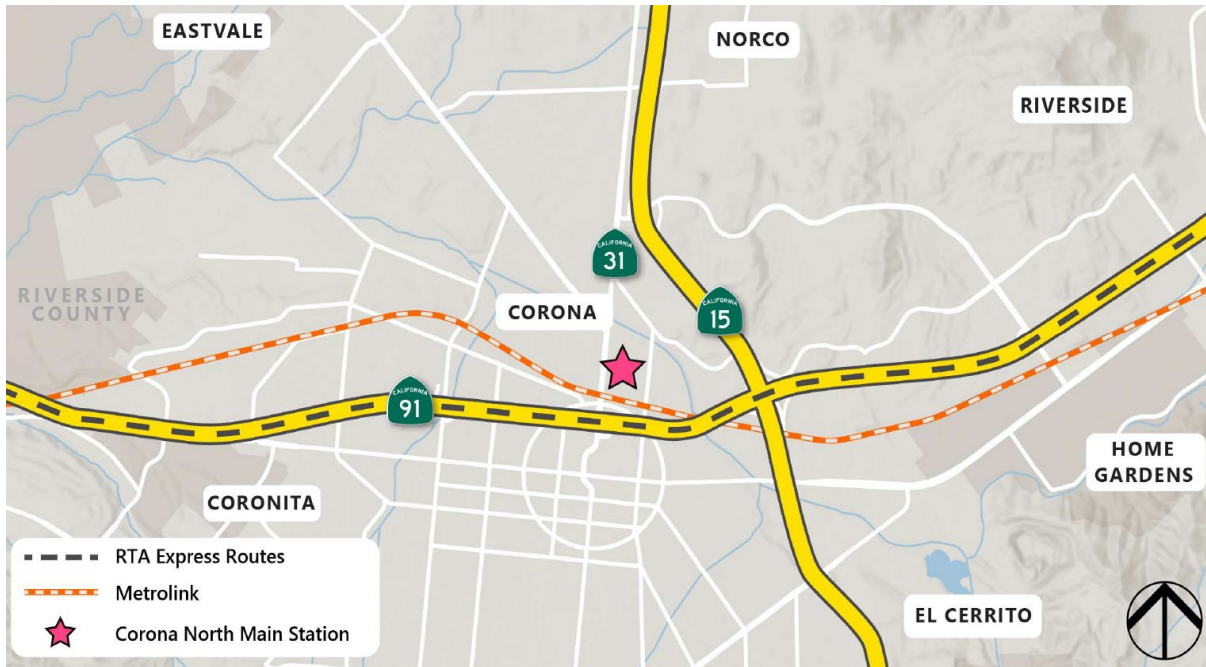 EASTVALE
NORCO
RIVERSIDE
CALIFORNIA
31
RIVERSIDE
COUNTY
CORONA
CALIFORNIA
15
CALIFORNIA
91
HOME
GARDENS
CORONITA
RTA Express Routes
Metrolink
Corona North Main Station
EL CERRITO